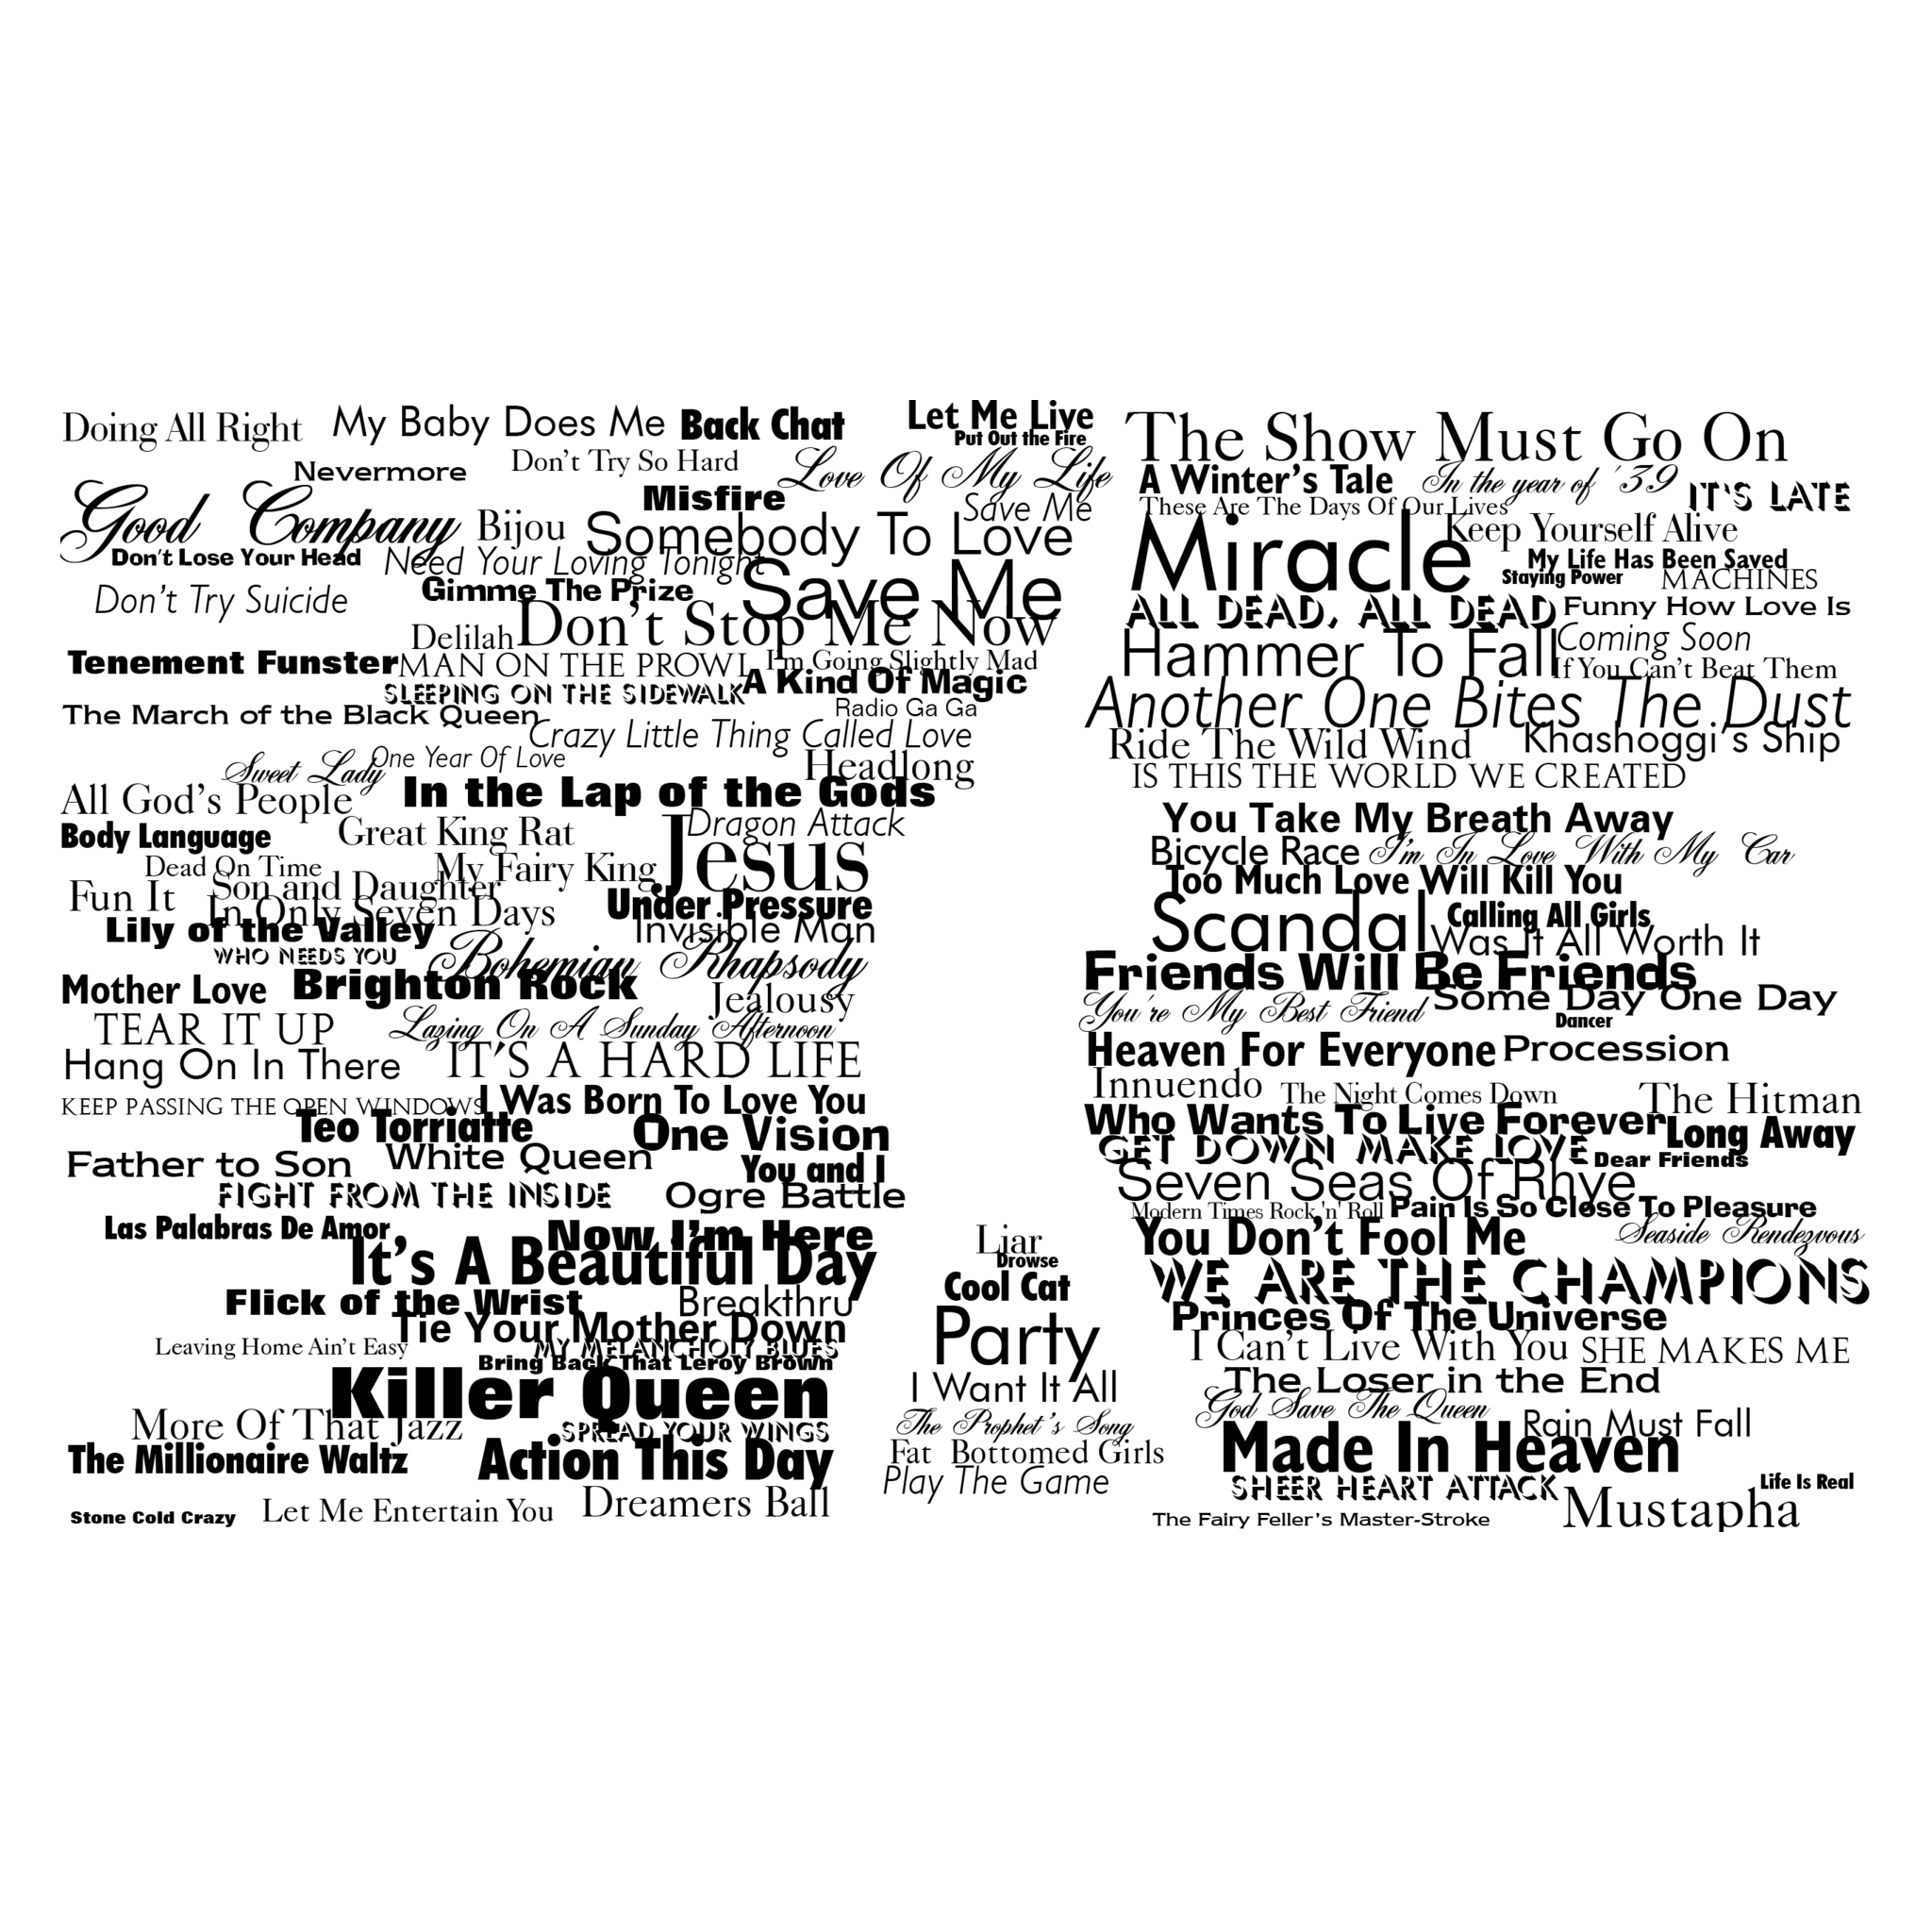 Doing All Right
My Baby Does Me
Back Chat
Let Me Live
Put Out the Fire
Nevermore
Don't Try So Hard
Love Of My Life
Good Company
Misfire
Save Me
Bijou
Somebody To Love
Don't Lose Your Head
Need Your Loving Tonight
Don't Try Suicide
Gimme The Prize
Save Me
Delilah
Don't Stop Me Now
Tenement Funster
MAN ON THE PROWL
I'm Going Slightly Mad
SLEEPING ON THE SIDEWALK
A Kind Of Magic
The March of the Black Queen
Radio Ga Ga
Crazy Little Thing Called Love
Sweet Lady
One Year Of Love
Headlong
All God's People
In the Lap of the Gods
Body Language
Great King Rat
Dragon Attack
Jesus
Dead On Time
My Fairy King
Fun It
Son and Daughter
In Only Seven Days
Under Pressure
Lily of the Valley
Invisible Man
WHO NEEDS YOU
Bohemian Rhapsody
Mother Love
Brighton Rock
Jealousy
TEAR IT UP
Lazing On A Sunday Afternoon
Hang On In There
IT'S A HARD LIFE
KEEP PASSING THE OPEN WINDOWS
I Was Born To Love You
Teo Torriatte
One Vision
Father to Son
White Queen
You and I
FIGHT FROM THE INSIDE
Ogre Battle
Las Palabras De Amor
Now I'm Here
It's A Beautiful Day
Flick of the Wrist
Breakthru
Tie Your Mother Down
Leaving Home Ain't Easy
MY MELANCHOLY BLUES
Bring Back That Leroy Brown
Killer Queen
More Of That Jazz
SPREAD YOUR WINGS
The Millionaire Waltz
Action This Day
Stone Cold Crazy
Let Me Entertain You
Dreamers Ball
Liar
Drowse
Cool Cat
Party
I Want It All
The Prophet's Song
Fat Bottomed Girls
Play The Game
The Show Must Go On
A Winter's Tale
In the year of '39
IT'S LATE
These Are The Days Of Our Lives
Miracle
Keep Yourself Alive
My Life Has Been Saved
Staying Power
MACHINES
ALL DEAD, ALL DEAD
Funny How Love Is
Hammer To Fall
Coming Soon
If You Can't Beat Them
Another One Bites The Dust
Ride The Wild Wind
Khashoggi's Ship
IS THIS THE WORLD WE CREATED
You Take My Breath Away
Bicycle Race
I'm In Love With My Car
Too Much Love Will Kill You
Scandal
Calling All Girls
Was It All Worth It
Friends Will Be Friends
You're My Best Friend
Some Day One Day
Dancer
Heaven For Everyone
Procession
Innuendo
The Night Comes Down
The Hitman
Who Wants To Live Forever
Long Away
GET DOWN MAKE LOVE
Dear Friends
Seven Seas Of Rhye
Modern Times Rock 'n' Roll
Pain Is So Close To Pleasure
You Don't Fool Me
Seaside Rendezvous
WE ARE THE CHAMPIONS
Princes Of The Universe
I Can't Live With You
SHE MAKES ME
The Loser in the End
God Save The Queen
Rain Must Fall
Made In Heaven
SHEER HEART ATTACK
Life Is Real
Mustapha
The Fairy Feller's Master-Stroke